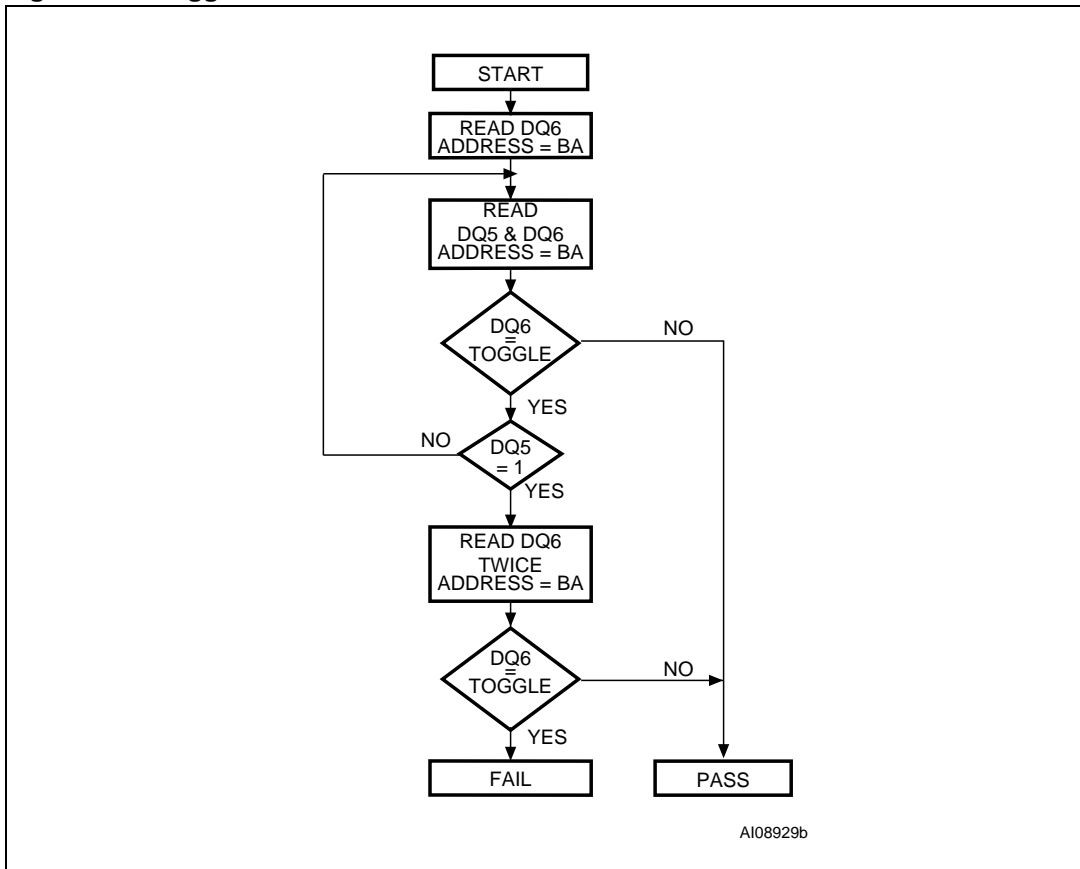 START
READ DQ6
ADDRESS = BA
READ
DQ5 & DQ6
ADDRESS = BA
DQ6
=
TOGGLE
NO
YES
NO
DQ5
= 1
YES
READ DQ6
TWICE
ADDRESS = BA
DQ6
=
TOGGLE
NO
YES
FAIL
PASS
AI08929b